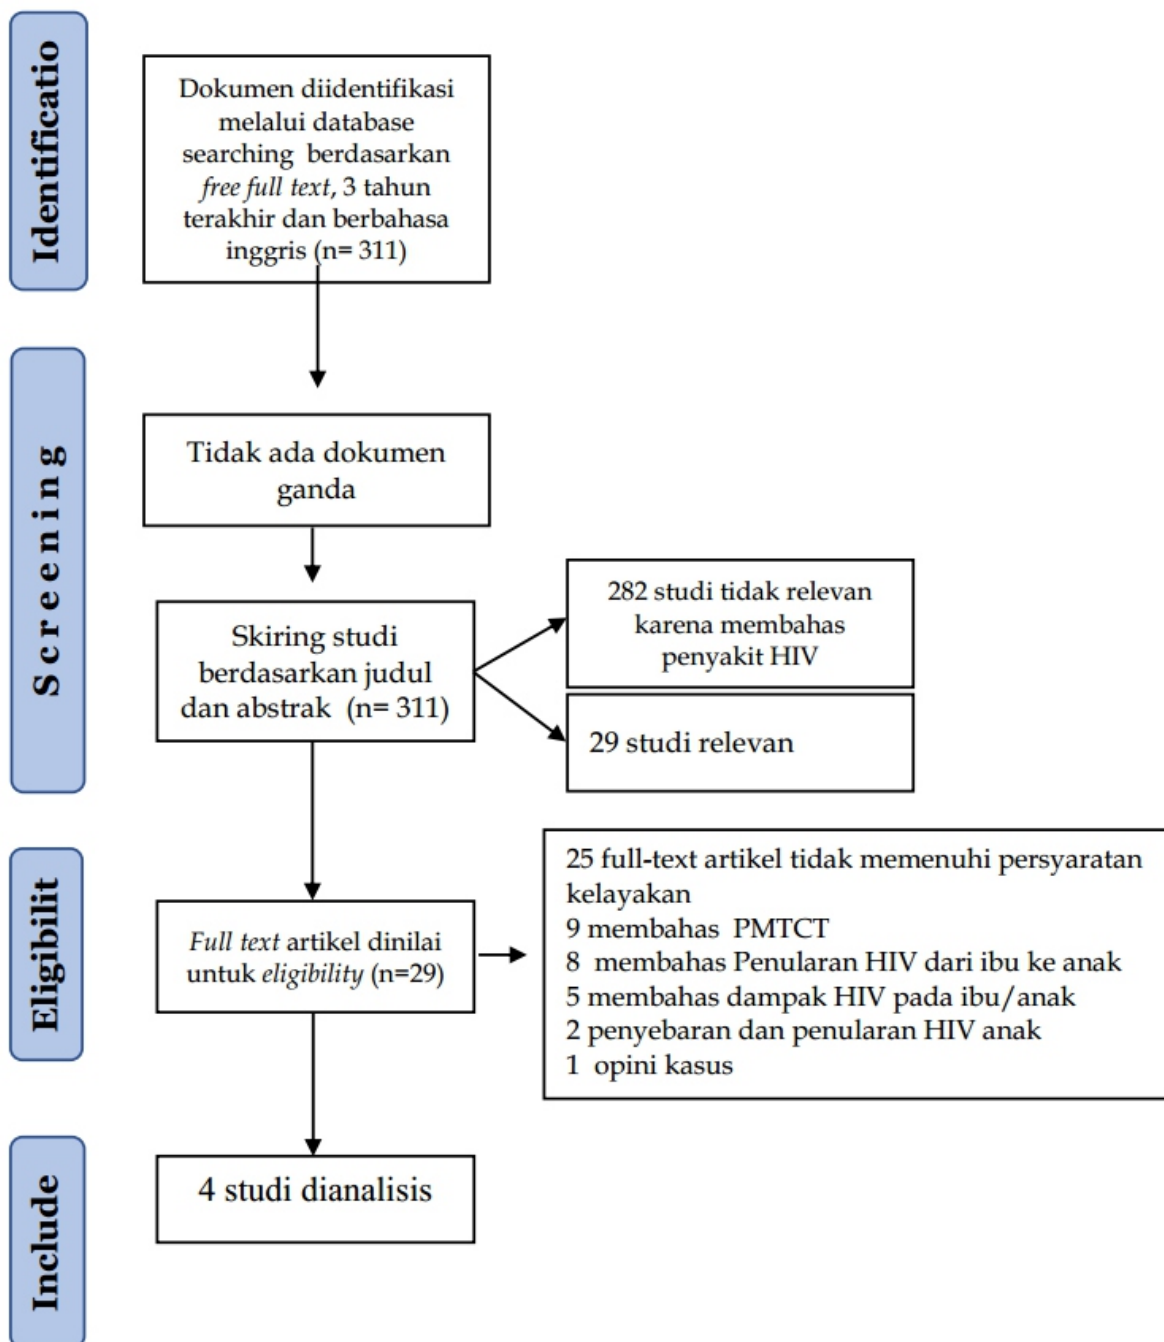 Identificatio
Dokumen diidentifikasi
melalui database
searching berdasarkan
free full text, 3 tahun
terakhir dan berbahasa
inggris (n= 311)
Screening
Tidak ada dokumen
ganda
Skiring studi
berdasarkan judul
dan abstrak (n= 311)
282 studi tidak relevan
karena membahas
penyakit HIV
29 studi relevan
Eligibilit
Full text artikel dinilai
untuk eligibility (n=29)
25 full-text artikel tidak memenuhi persyaratan
kelayakan
9 membahas PMTCT
8 membahas Penularan HIV dari ibu ke anak
5 membahas dampak HIV pada ibu/anak
2 penyebaran dan penularan HIV anak
1 opini kasus
Include
4 studi dianalisis